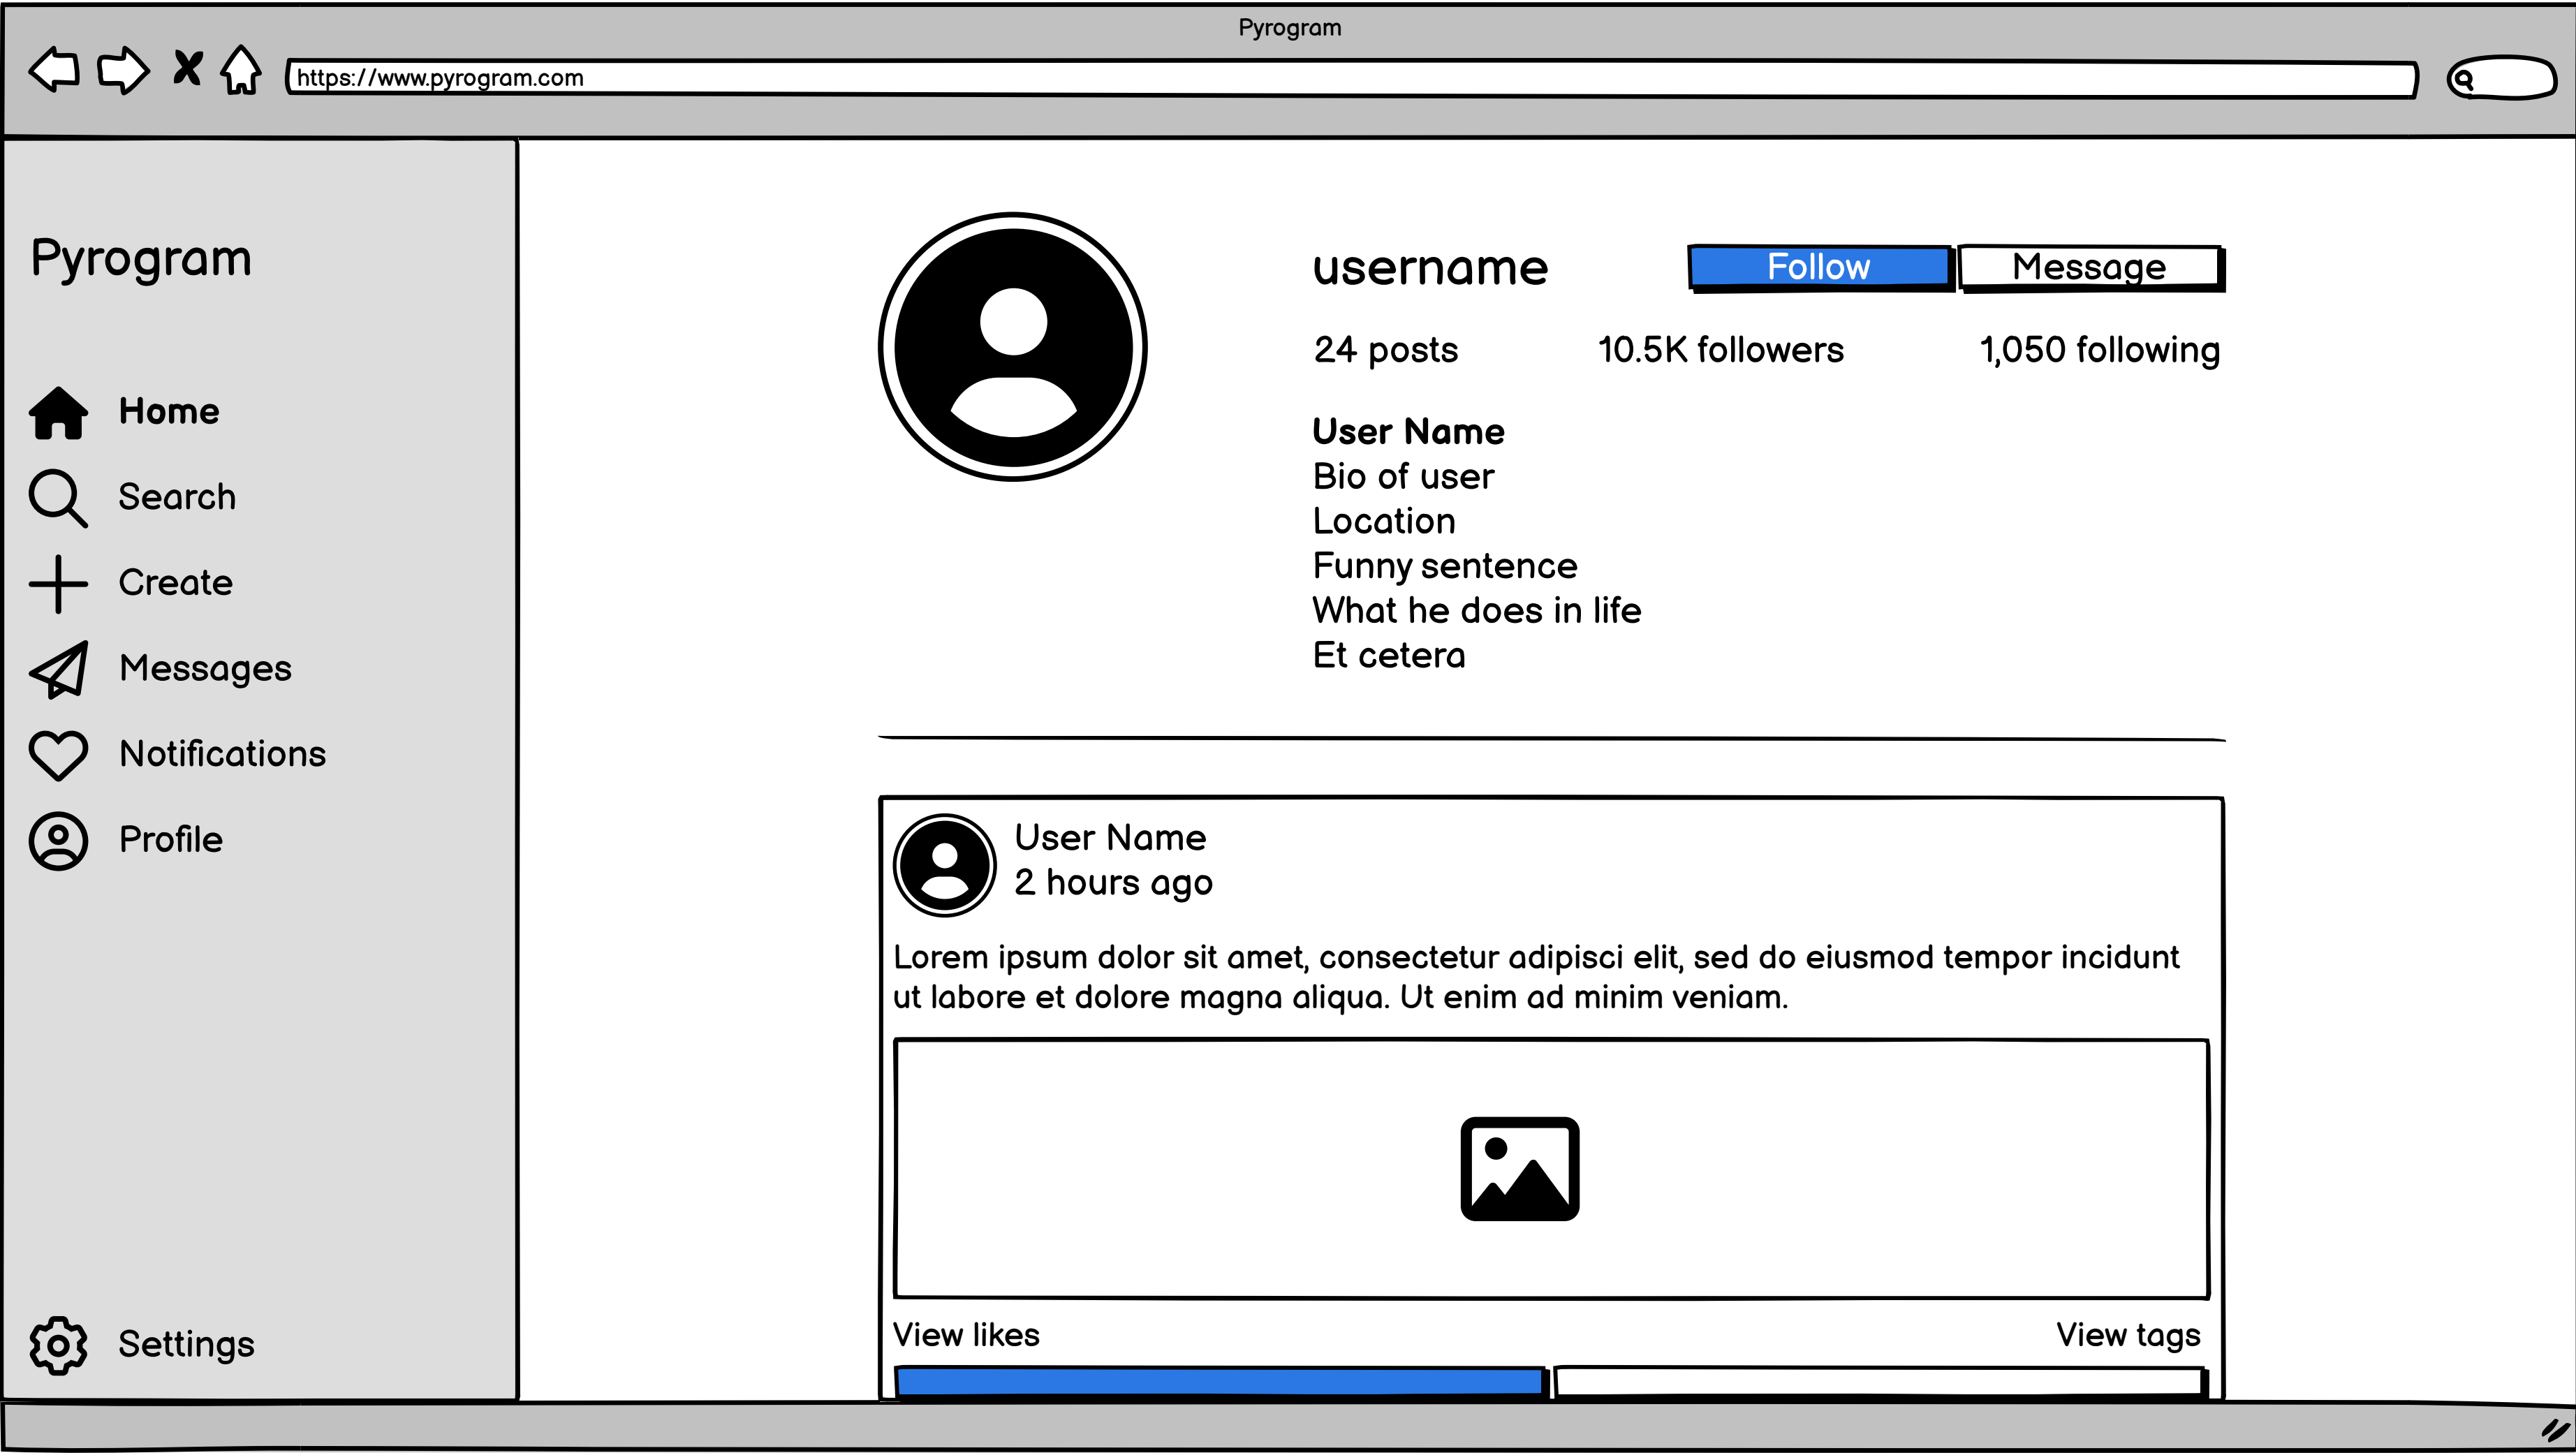 Pyrogram
https://www.pyrogram.com
Pyrogram
Home
Search
Create
Messages
Notifications
Profile
Settings
username
Follow
Message
24 posts
10.5K followers
1,050 following
User Name
Bio of user
Location
Funny sentence
What he does in life
Et cetera
User Name
2 hours ago
Lorem ipsum dolor sit amet, consectetur adipisci elit, sed do eiusmod tempor incidunt
ut labore et dolore magna aliqua. Ut enim ad minim veniam.
View likes
View tags